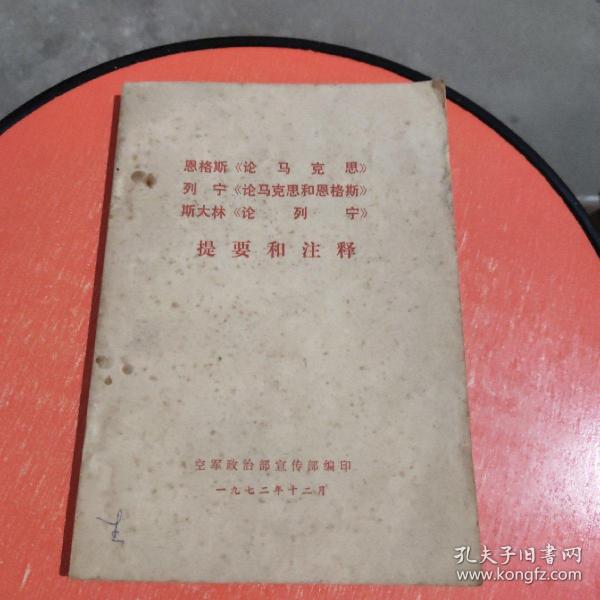 恩格斯《论马克思》
列宁《论马克思和恩格斯》
斯大林《论列宁》
提要和注释
空军政治部宣传部编印
一九七二年十二月
孔夫子旧书网
www.kongfz.com